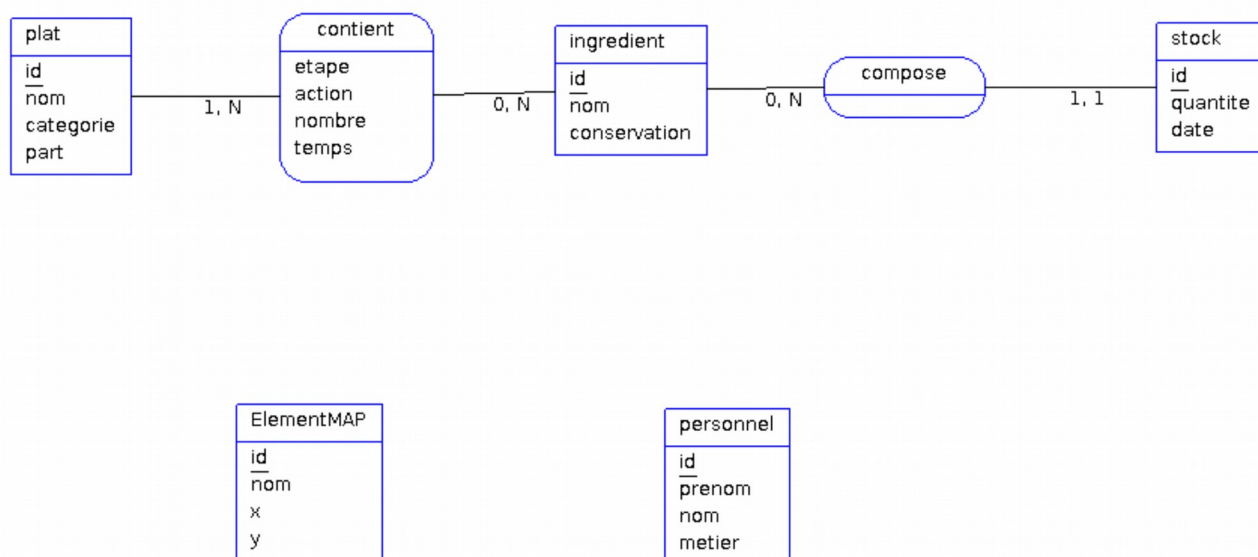 plat
id
nom
categorie
part
1, N
contient
etape
action
nombre
temps
0, N
ingredient
id
nom
conservation
0, N
compose
1, 1
stock
id
quantite
date
ElementMAP
id
nom
x
y
personnel
id
prenom
nom
metier